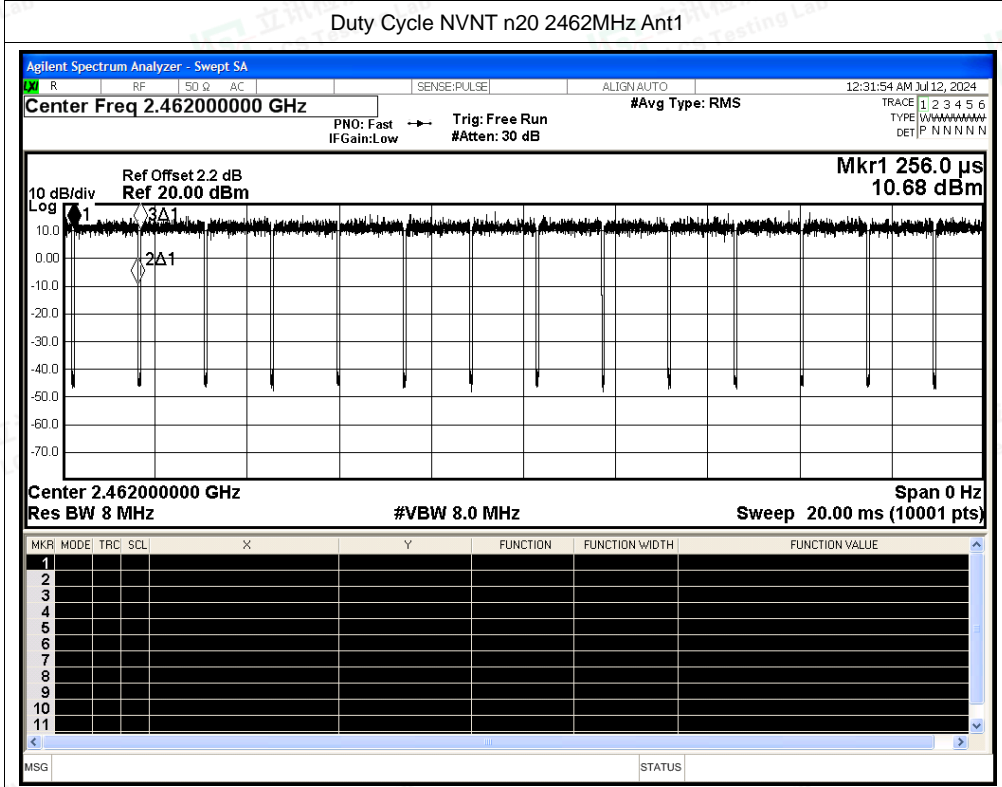 Duty Cycle NVNT n20 2462MHz Ant1
Agilent Spectrum Analyzer - Swept SA
LXI R RF 50 Ω AC SENSE:PULSE ALIGN AUTO 12:31:54 AM Jul 12, 2024
Center Freq 2.462000000 GHz #Avg Type: RMS TRACE 1 2 3 4 5 6
PNO: Fast Trig: Free Run TYPE WWWWWW
IFGain:Low #Atten: 30 dB DET P N N N N N
Mkr1 256.0 µs
Ref Offset 2.2 dB
10 dB/div Ref 20.00 dBm 10.68 dBm
Log
1 3Δ1
10.0
0.00 2Δ1
-10.0
-20.0
-30.0
-40.0
-50.0
-60.0
-70.0
Center 2.462000000 GHz Span 0 Hz
Res BW 8 MHz #VBW 8.0 MHz Sweep 20.00 ms (10001 pts)
MKR MODE TRC SCL X Y FUNCTION FUNCTION WIDTH FUNCTION VALUE
1
2
3
4
5
6
7
8
9
10
11
MSG STATUS